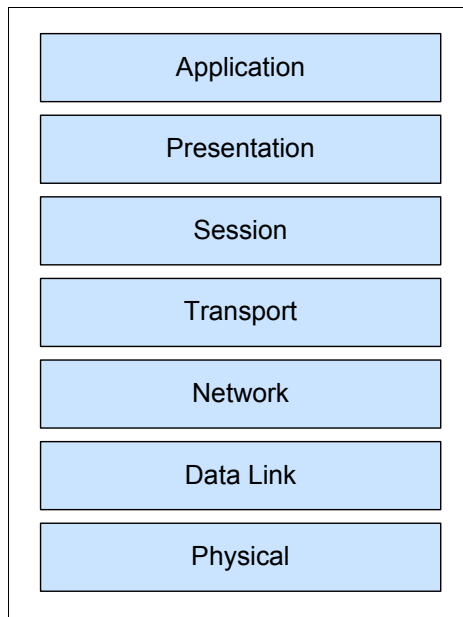 Application
Presentation
Session
Transport
Network
Data Link
Physical